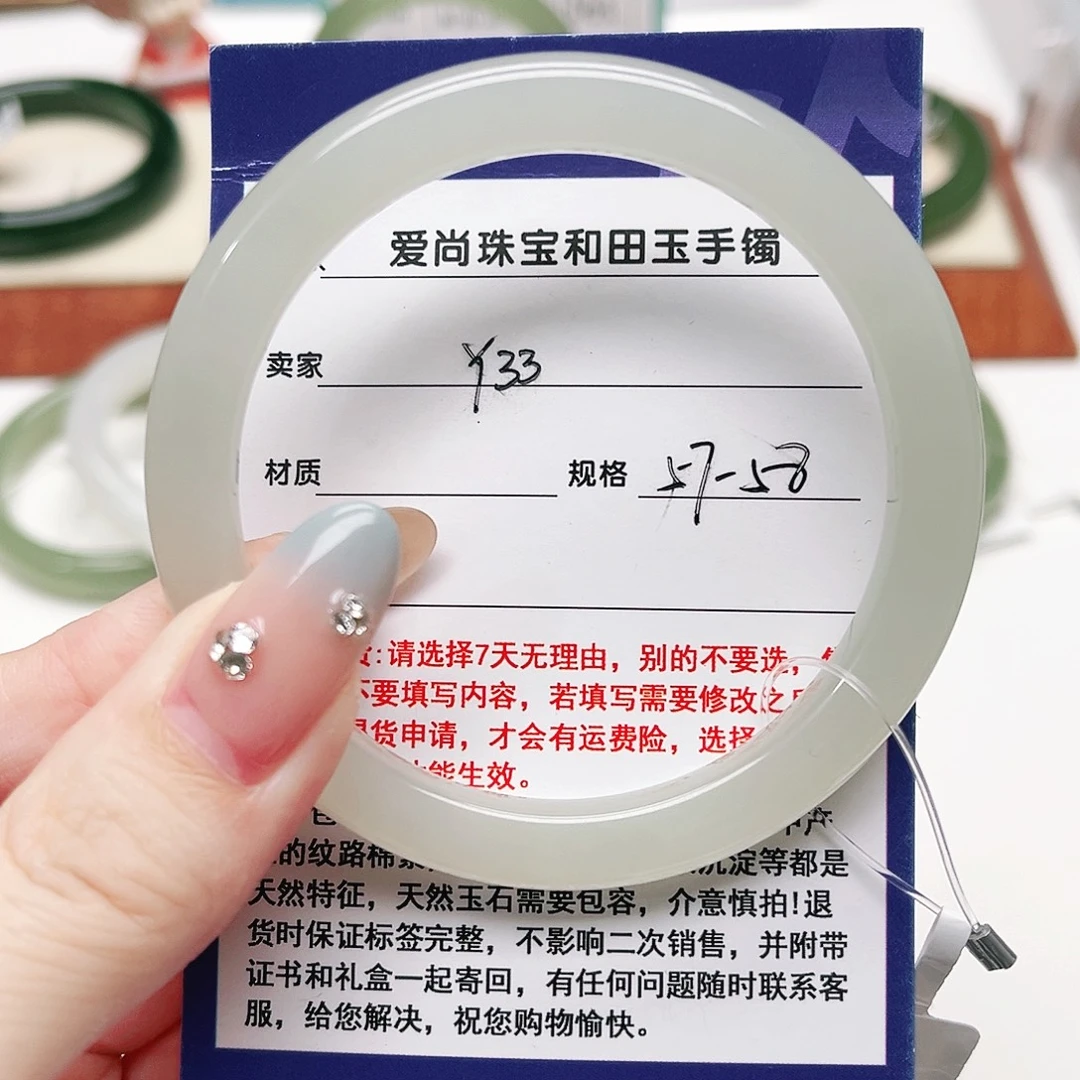 爱尚珠宝和田玉手镯
卖家 Y33
材质 规格 57-58
货:请选择7天无理由，别的不要选，
不要填写内容，若填写需要修改之
退货申请，才会有运费险，选择
才能生效。
的纹路棉 沉淀等都是
天然特征，天然玉石需要包容，介意慎拍!退
货时保证标签完整，不影响二次销售，并附带
证书和礼盒一起寄回，有任何问题随时联系客
服，给您解决，祝您购物愉快。